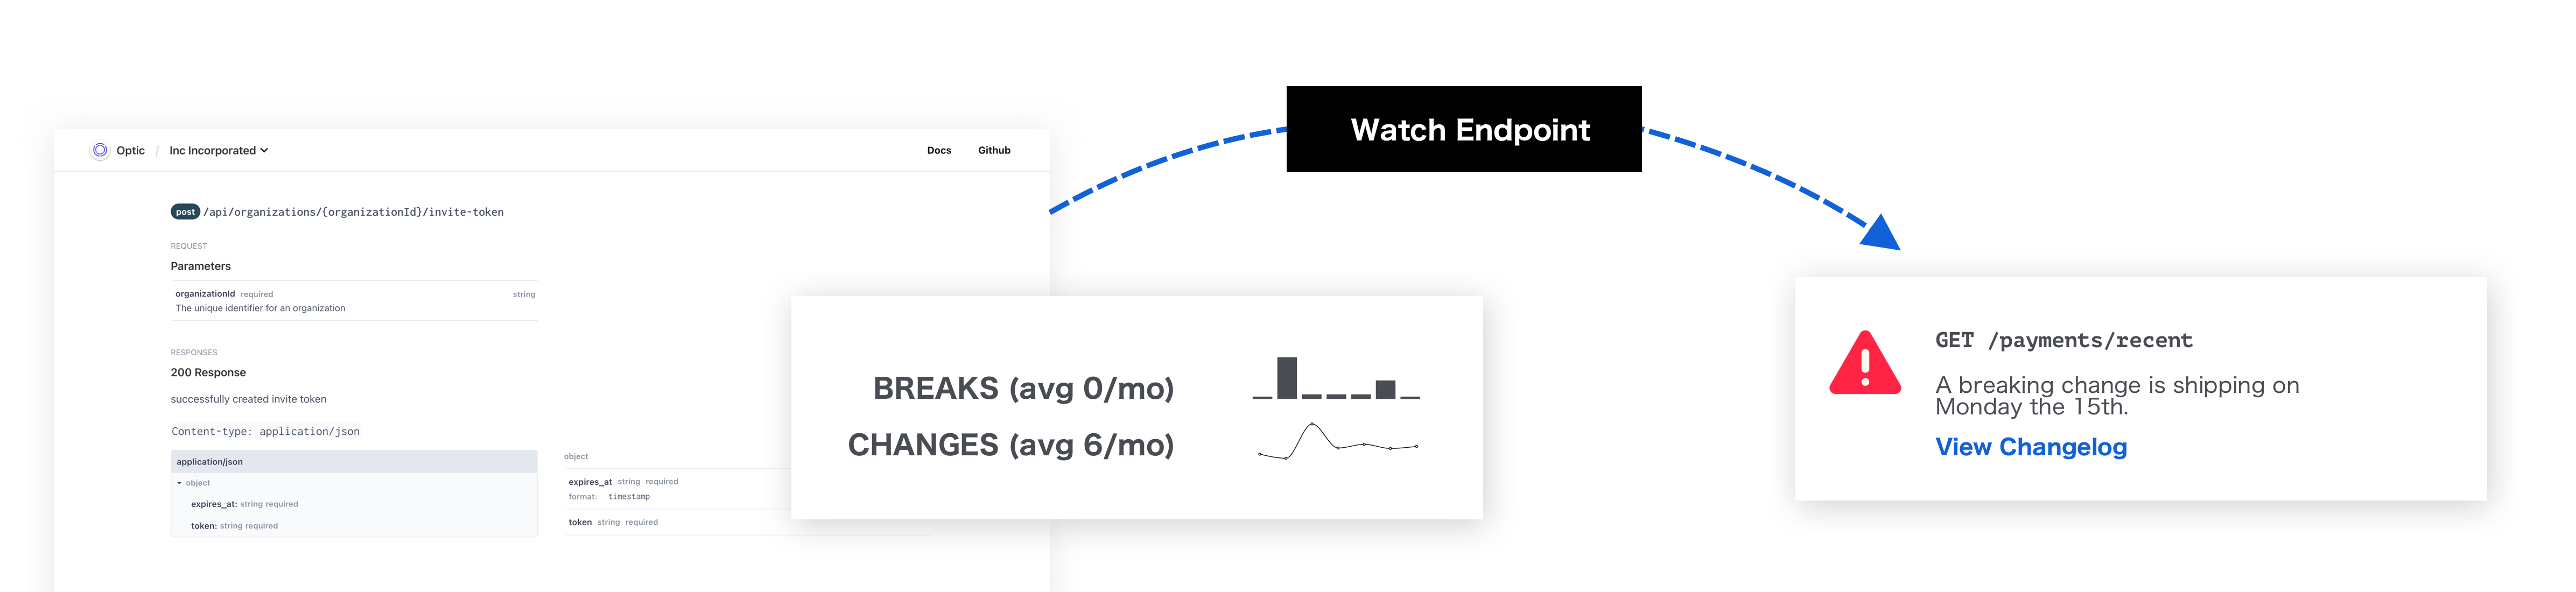 Optic / Inc Incorporated
Docs
Github
post /api/organizations/{organizationId}/invite-token
REQUEST
Parameters
organizationId required string
The unique identifier for an organization
RESPONSES
200 Response
successfully created invite token
Content-type: application/json
application/json
object
expires_at: string required
token: string required
object
expires_at string required
format: timestamp
token string required
BREAKS (avg 0/mo)
CHANGES (avg 6/mo)
Watch Endpoint
GET /payments/recent
A breaking change is shipping on
Monday the 15th.
View Changelog